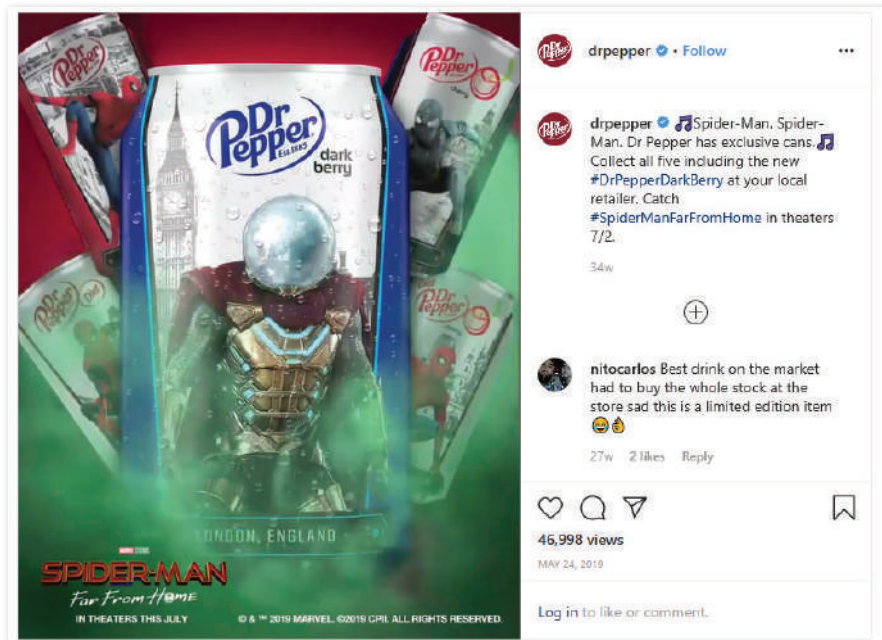 Dr
Pepper
Dr
Pepper
cherry
Dr
Pepper
EST. 1885
dark
berry
Dr
Pepper
Diet
Diet
Dr
Pepper
LONDON, ENGLAND
MARVEL STUDIOS
SPIDER-MAN
Far From Home
IN THEATERS THIS JULY
© & ™ 2019 MARVEL. ©2019 CPII. ALL RIGHTS RESERVED.
drpepper • Follow
drpepper 🎵Spider-Man. Spider-
Man. Dr Pepper has exclusive cans.🎵
Collect all five including the new
#DrPepperDarkBerry at your local
retailer. Catch
#SpiderManFarFromHome in theaters
7/2.
34w
nitocarlos Best drink on the market
had to buy the whole stock at the
store sad this is a limited edition item
😂👍
27w 2 likes Reply
46,998 views
MAY 24, 2019
Log in to like or comment.